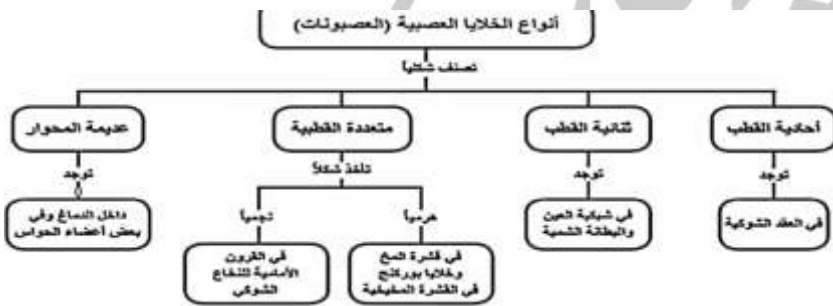 أنواع الخلايا العصبية (العصبونات)
تصنف شكلياً
أحادية القطب
ثنائية القطب
متعددة القطبية
عديمة المحوار
توجد
توجد
تتخذ شكلاً
توجد
هرمياً
نجمياً
في العقد الشوكية
في شبكية العين
والبطانة الشمية
في قشرة المخ
وخلايا بوركنج
في القشرة المخيخية
في القرون
الأمامية للنخاع
الشوكي
داخل الدماغ وفي
بعض أعضاء الحواس